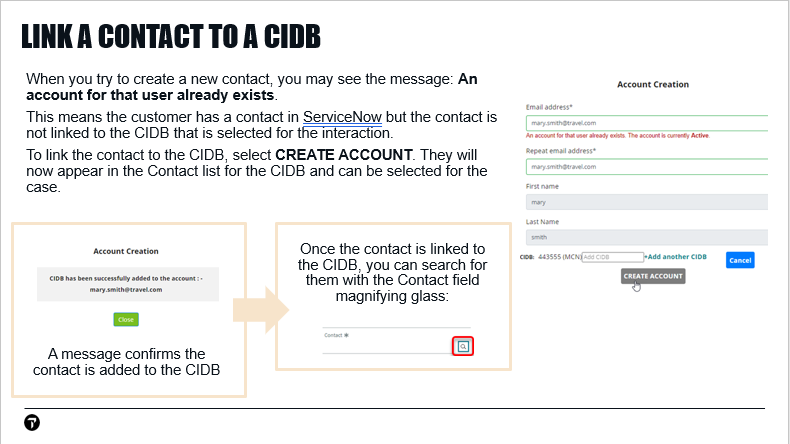 LINK A CONTACT TO A CIDB
When you try to create a new contact, you may see the message: An
account for that user already exists.
This means the customer has a contact in ServiceNow but the contact is
not linked to the CIDB that is selected for the interaction.
To link the contact to the CIDB, select CREATE ACCOUNT. They will
now appear in the Contact list for the CIDB and can be selected for the
case.
Account Creation
CIDB has been successfully added to the account : -
mary.smith@travel.com
Close
A message confirms the
contact is added to the CIDB
Once the contact is linked to
the CIDB, you can search for
them with the Contact field
magnifying glass:
Contact ✱
Account Creation
Email address*
mary.smith@travel.com
An account for that user already exists. The account is currently Active.
Repeat email address*
mary.smith@travel.com
First name
mary
Last Name
smith
CIDB: 443555 (MCN) Add CIDB +Add another CIDB
Cancel
CREATE ACCOUNT